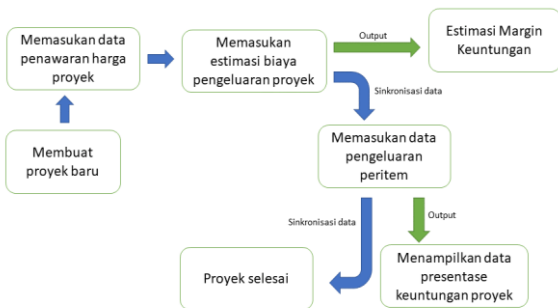 Memasukan data
penawaran harga
proyek
Memasukan
estimasi biaya
pengeluaran proyek
Output
Estimasi Margin
Keuntungan
Sinkronisasi data
Membuat
proyek baru
Memasukan data
pengeluaran
peritem
Sinkronisasi data
Output
Proyek selesai
Menampilkan data
presentase
keuntungan proyek